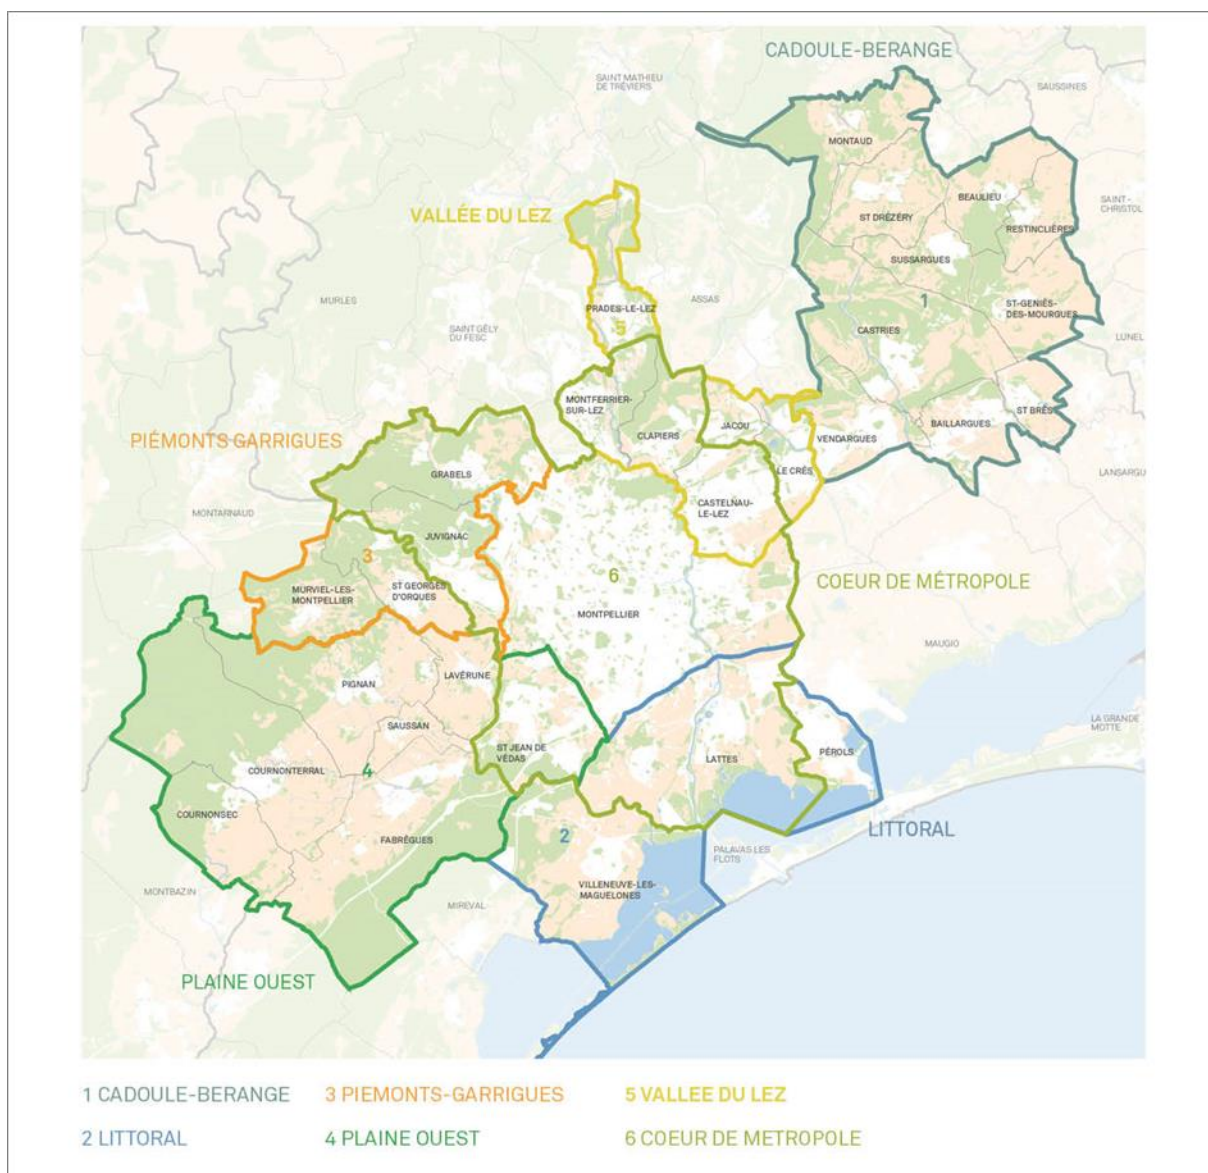 CADOULE-BERANGE
SAINT MATHIEU
DE TRÉVIERS
SAUSSINES
MONTAUD
BEAULIEU
SAINT-
CHRISTOL
VALLÉE DU LEZ
ST DRÉZÉRY
RESTINCLIÈRES
SUSSARGUES
MURLES
ASSAS
1
PRADES-LE-LEZ
ST-GENIÈS-
DES-MOURGUES
5
SAINT GÉLY
DU FESC
CASTRIES
LUNEL
MONTFERRIER-
SUR-LEZ
ST BRÈS
PIÉMONTS GARRIGUES
CLAPIERS
JACOU
VENDARGUES
BAILLARGUES
GRABELS
LE CRÈS
LANSARGU
MONTARNAUD
CASTELNAU-
LE-LEZ
JUVIGNAC
3
6
COEUR DE MÉTROPOLE
MURVIEL-LES-
MONTPELLIER
ST GEORGES
D'ORQUES
MONTPELLIER
MAUGIO
LAVÉRUNE
PIGNAN
LA GRANDE
MOTTE
SAUSSAN
ST JEAN DE
VÉDAS
PÉROLS
LATTES
COURNONTERRAL
4
COURNONSEC
LITTORAL
2
FABRÈGUES
PALAVAS LES
FLOTS
MONTBAZIN
VILLENEUVE-LES-
MAGUELONES
MIREVAL
PLAINE OUEST
1 CADOULE-BERANGE
3 PIEMONTS-GARRIGUES
5 VALLEE DU LEZ
2 LITTORAL
4 PLAINE OUEST
6 COEUR DE METROPOLE